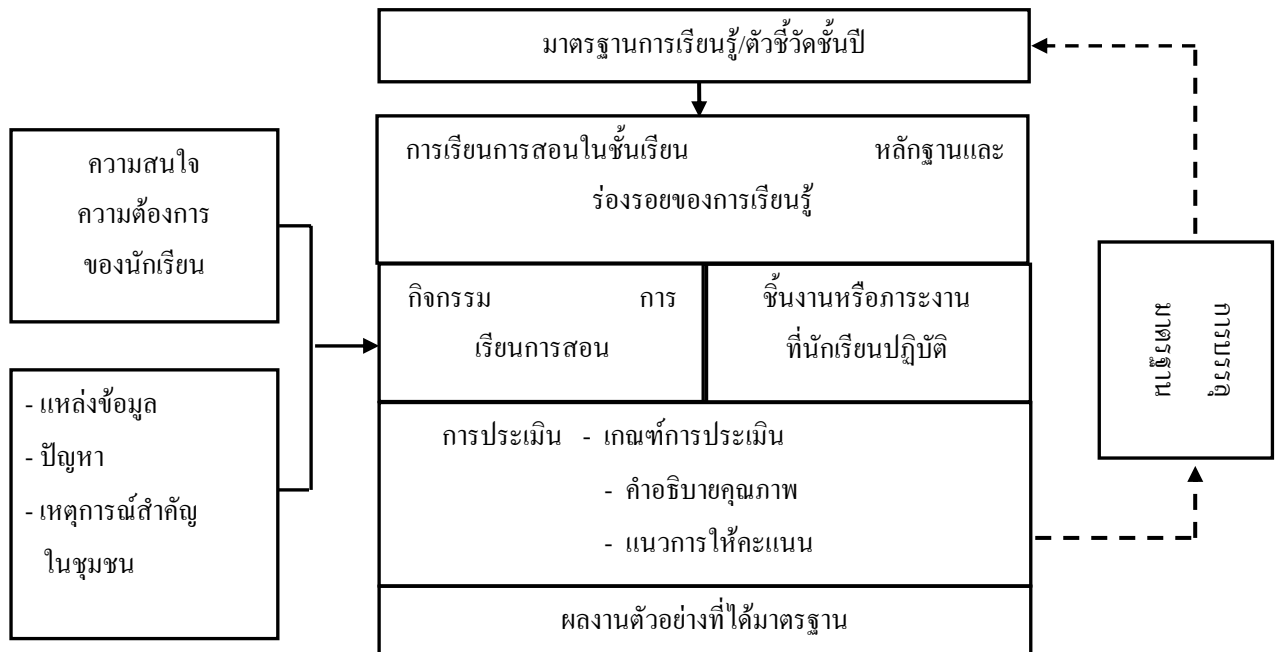 มาตรฐานการเรียนรู้/ตัวชี้วัดชั้นปี
ความสนใจ
ความต้องการ
ของนักเรียน
- แหล่งข้อมูล
- ปัญหา
- เหตุการณ์สำคัญ
ในชุมชน
การเรียนการสอนในชั้นเรียน หลักฐานและ
ร่องรอยของการเรียนรู้
กิจกรรม การ
เรียนการสอน
ชิ้นงานหรือภาระงาน
ที่นักเรียนปฏิบัติ
การประเมิน - เกณฑ์การประเมิน
- คำอธิบายคุณภาพ
- แนวการให้คะแนน
ผลงานตัวอย่างที่ได้มาตรฐาน
การบรรลุ
มาตรฐาน